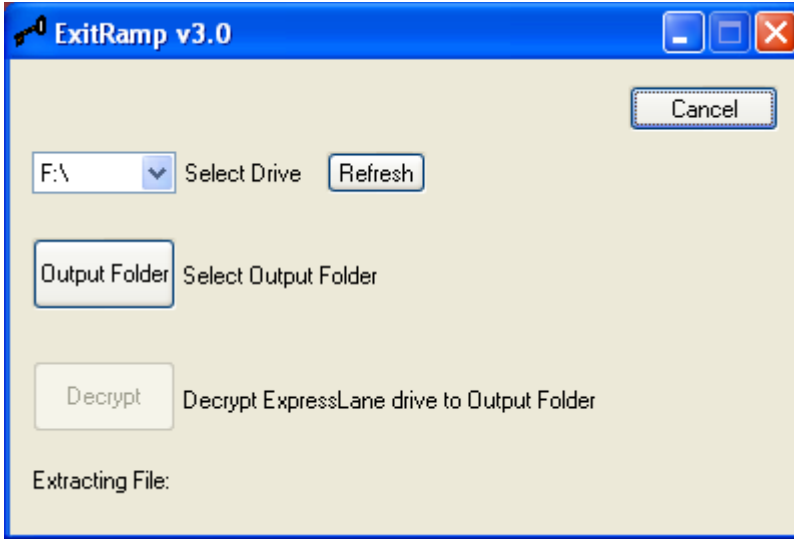 ExitRamp v3.0
Cancel
F:\ Select Drive Refresh
Output Folder Select Output Folder
Decrypt Decrypt ExpressLane drive to Output Folder
Extracting File: